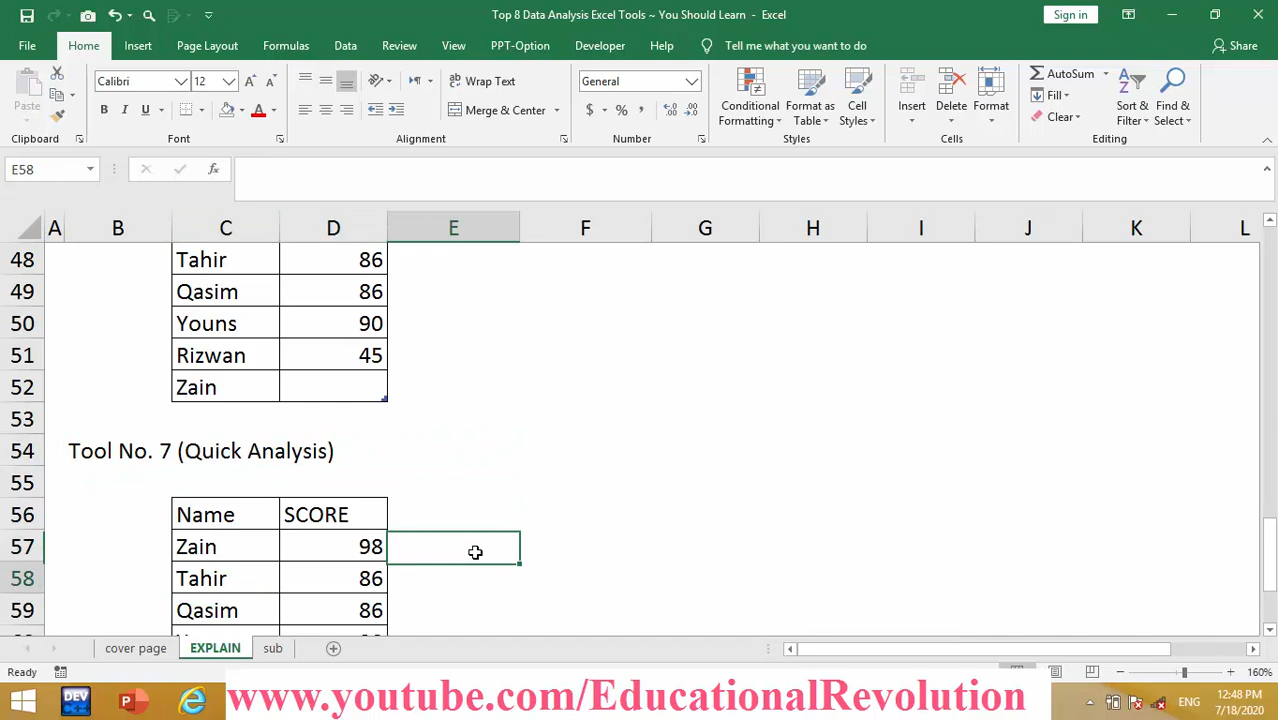 Top 8 Data Analysis Excel Tools ~ You Should Learn - Excel
Sign in
File Home Insert Page Layout Formulas Data Review View PPT-Option Developer Help Tell me what you want to do Share
Paste
Calibri 12
B I U
Wrap Text
Merge & Center
General
$ % ,
Conditional Formatting
Format as Table
Cell Styles
Insert
Delete
Format
AutoSum
Fill
Clear
Sort & Filter
Find & Select
Clipboard Font Alignment Number Styles Cells Editing
E58 fx
A B C D E F G H I J K L
48 Tahir 86
49 Qasim 86
50 Youns 90
51 Rizwan 45
52 Zain
53
54 Tool No. 7 (Quick Analysis)
55
56 Name SCORE
57 Zain 98
58 Tahir 86
59 Qasim 86
cover page EXPLAIN sub
Ready 160%
DEV
www.youtube.com/EducationalRevolution
ENG
12:48 PM
7/18/2020